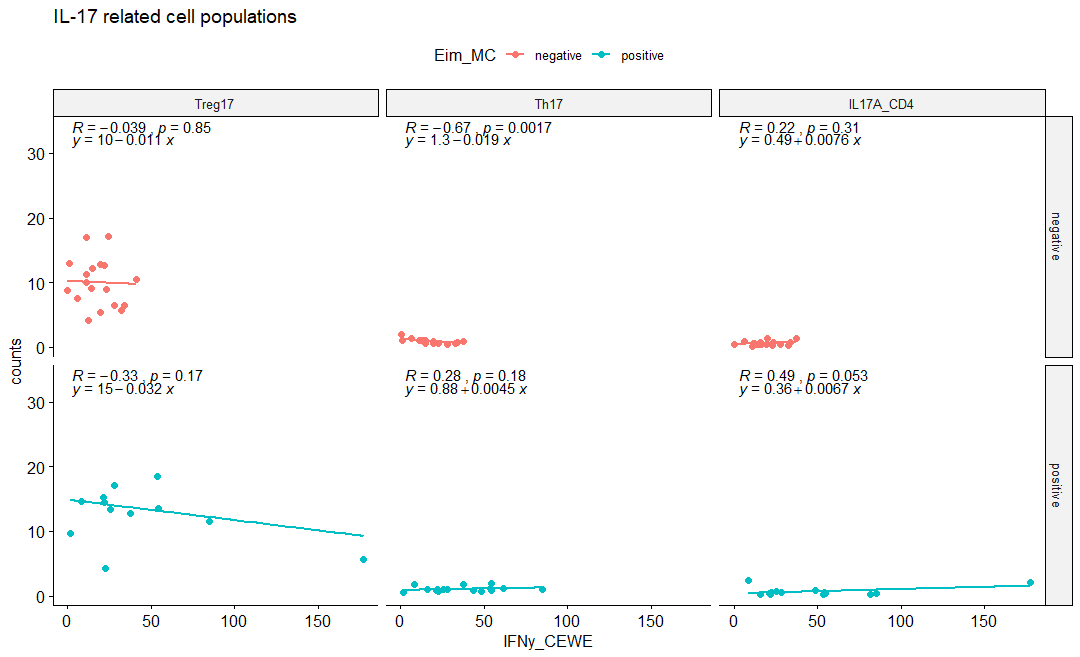 IL-17 related cell populations
Eim_MC negative positive
Treg17 Th17 IL17A_CD4
R = −0.039 , p = 0.85
y = 10 − 0.011 x
R = −0.67 , p = 0.0017
y = 1.3 − 0.019 x
R = 0.22 , p = 0.31
y = 0.49 + 0.0076 x
30
20
10
0
negative
counts
R = −0.33 , p = 0.17
y = 15 − 0.032 x
R = 0.28 , p = 0.18
y = 0.88 + 0.0045 x
R = 0.49 , p = 0.053
y = 0.36 + 0.0067 x
30
20
10
0
positive
0 50 100 150 0 50 100 150 0 50 100 150
IFNy_CEWE